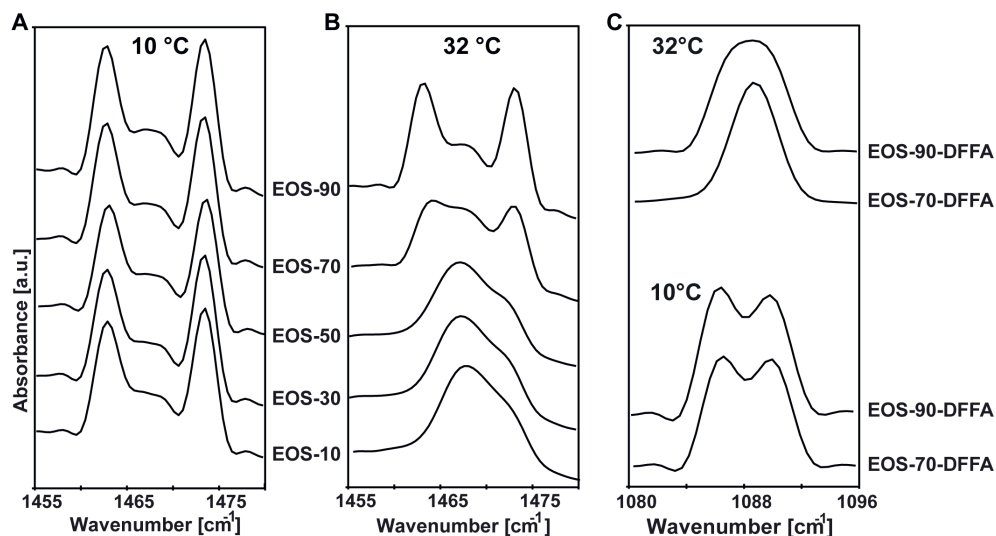 A
10 °C
B
32 °C
C
32°C
EOS-90-DFFA
EOS-90
EOS-70-DFFA
EOS-70
10°C
EOS-50
EOS-30
EOS-90-DFFA
EOS-10
EOS-70-DFFA
Absorbance [a.u.]
1455 1465 1475
1455 1465 1475
1080 1088 1096
Wavenumber [cm-1]
Wavenumber [cm-1]
Wavenumber [cm-1]